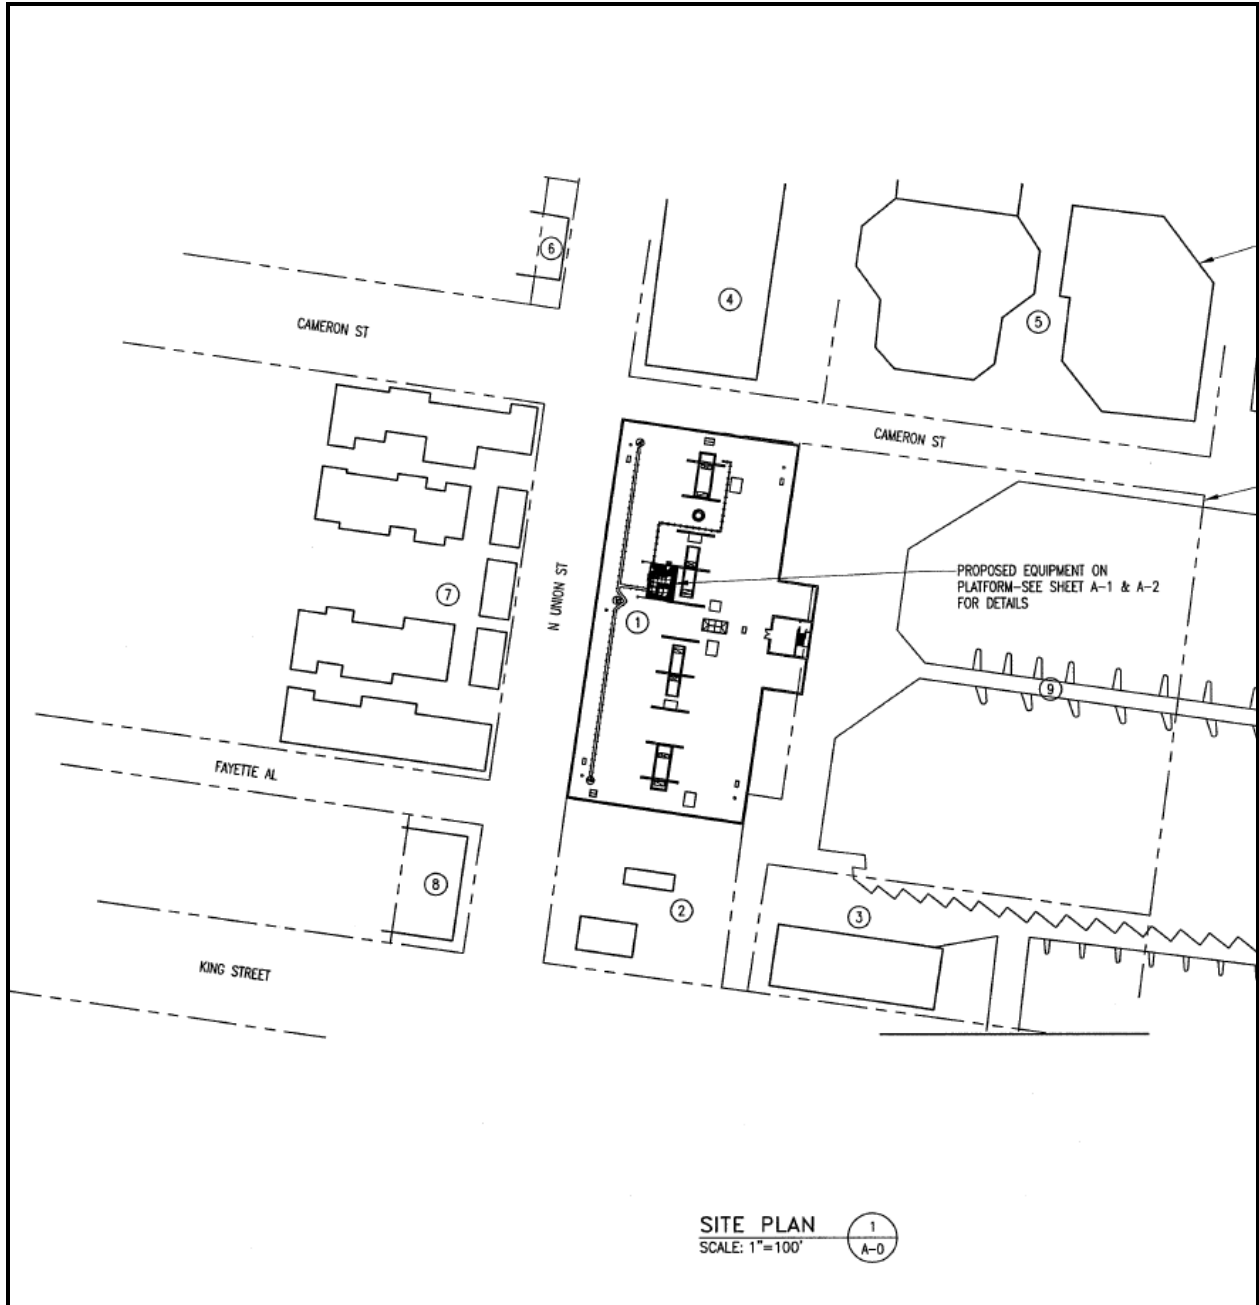 6
4
5
CAMERON ST
CAMERON ST
PROPOSED EQUIPMENT ON
PLATFORM-SEE SHEET A-1 & A-2
FOR DETAILS
N UNION ST
7
1
9
FAYETTE AL
8
2
3
KING STREET
SITE PLAN
SCALE: 1"=100'
1
A-0